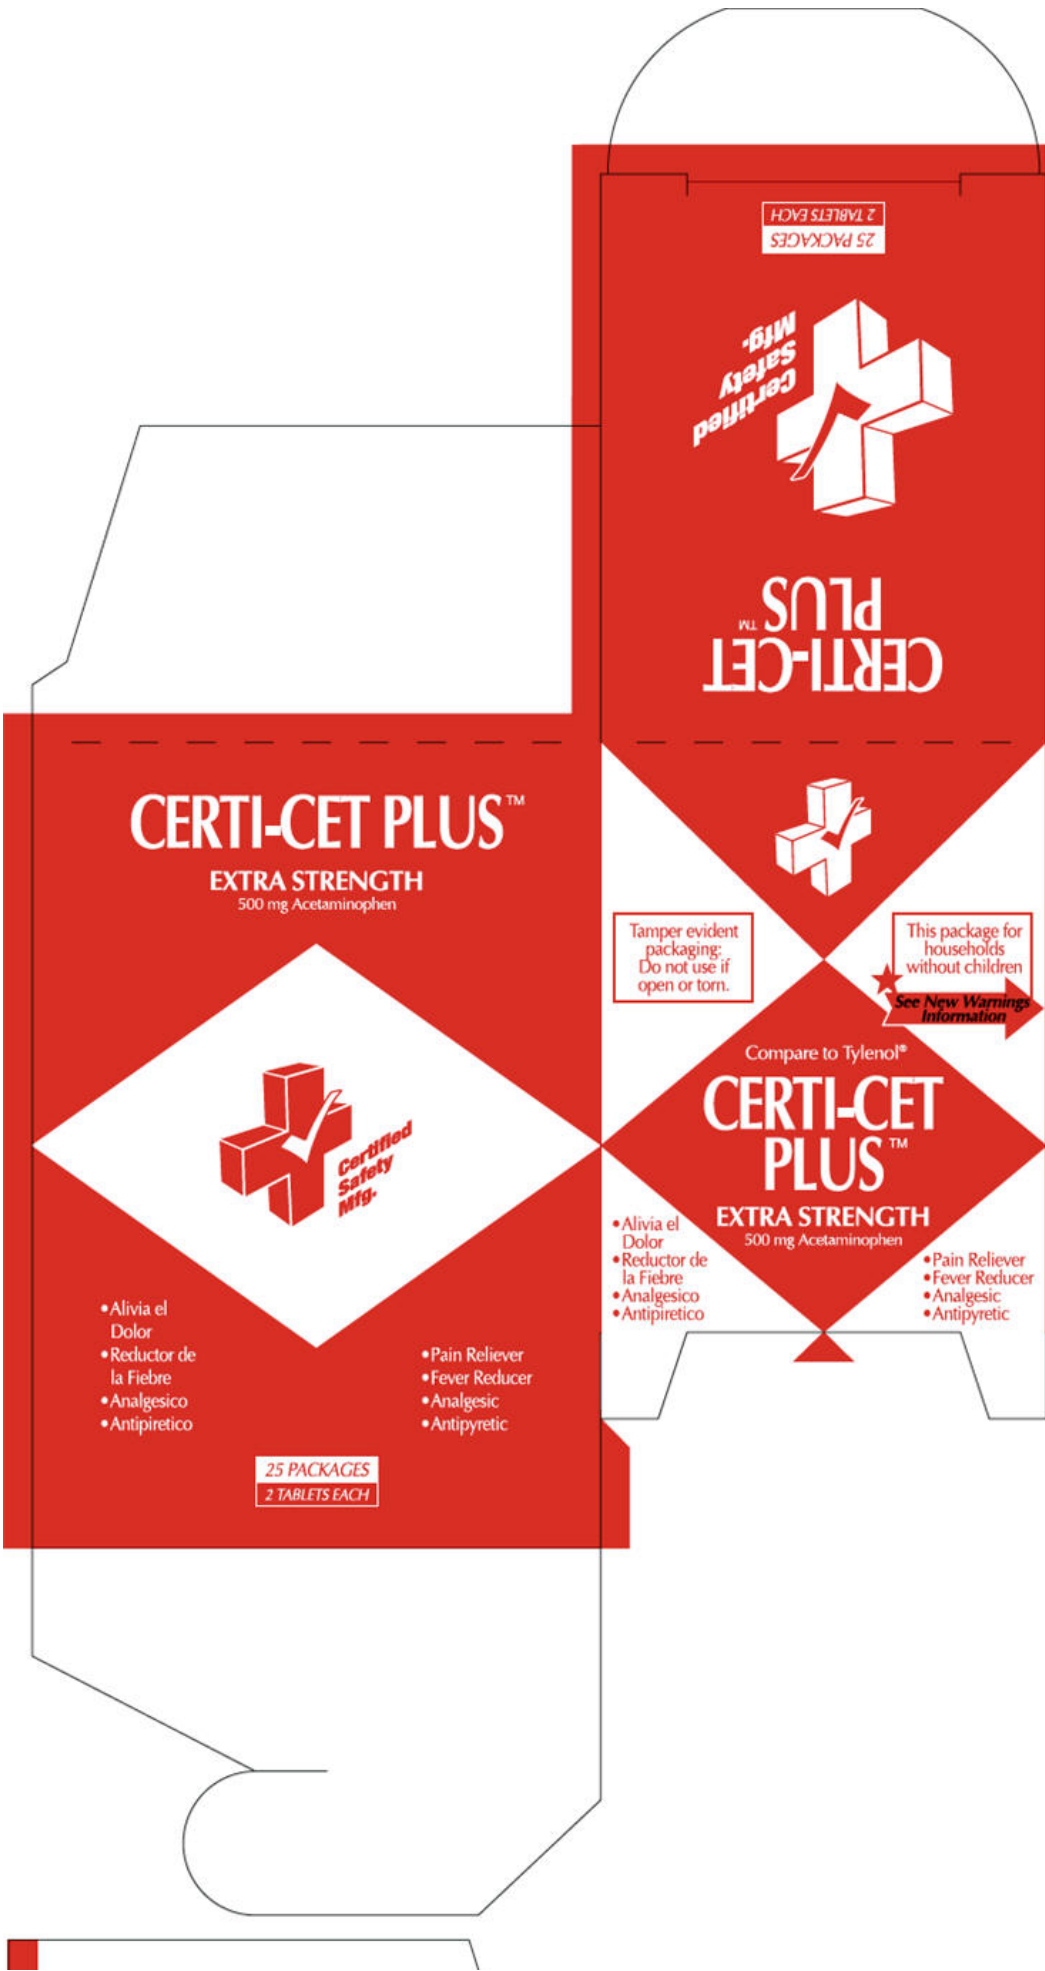 25 PACKAGES
2 TABLETS EACH
Certified
Safety
Mfg.
CERTI-CET
PLUS™
CERTI-CET PLUS™
EXTRA STRENGTH
500 mg Acetaminophen
Certified
Safety
Mfg.
• Alivia el
Dolor
• Reductor de
la Fiebre
• Analgesico
• Antipiretico
• Pain Reliever
• Fever Reducer
• Analgesic
• Antipyretic
25 PACKAGES
2 TABLETS EACH
Tamper evident
packaging:
Do not use if
open or torn.
This package for
households
without children
See New Warnings
Information
Compare to Tylenol®
CERTI-CET
PLUS™
EXTRA STRENGTH
500 mg Acetaminophen
• Alivia el
Dolor
• Reductor de
la Fiebre
• Analgesico
• Antipiretico
• Pain Reliever
• Fever Reducer
• Analgesic
• Antipyretic